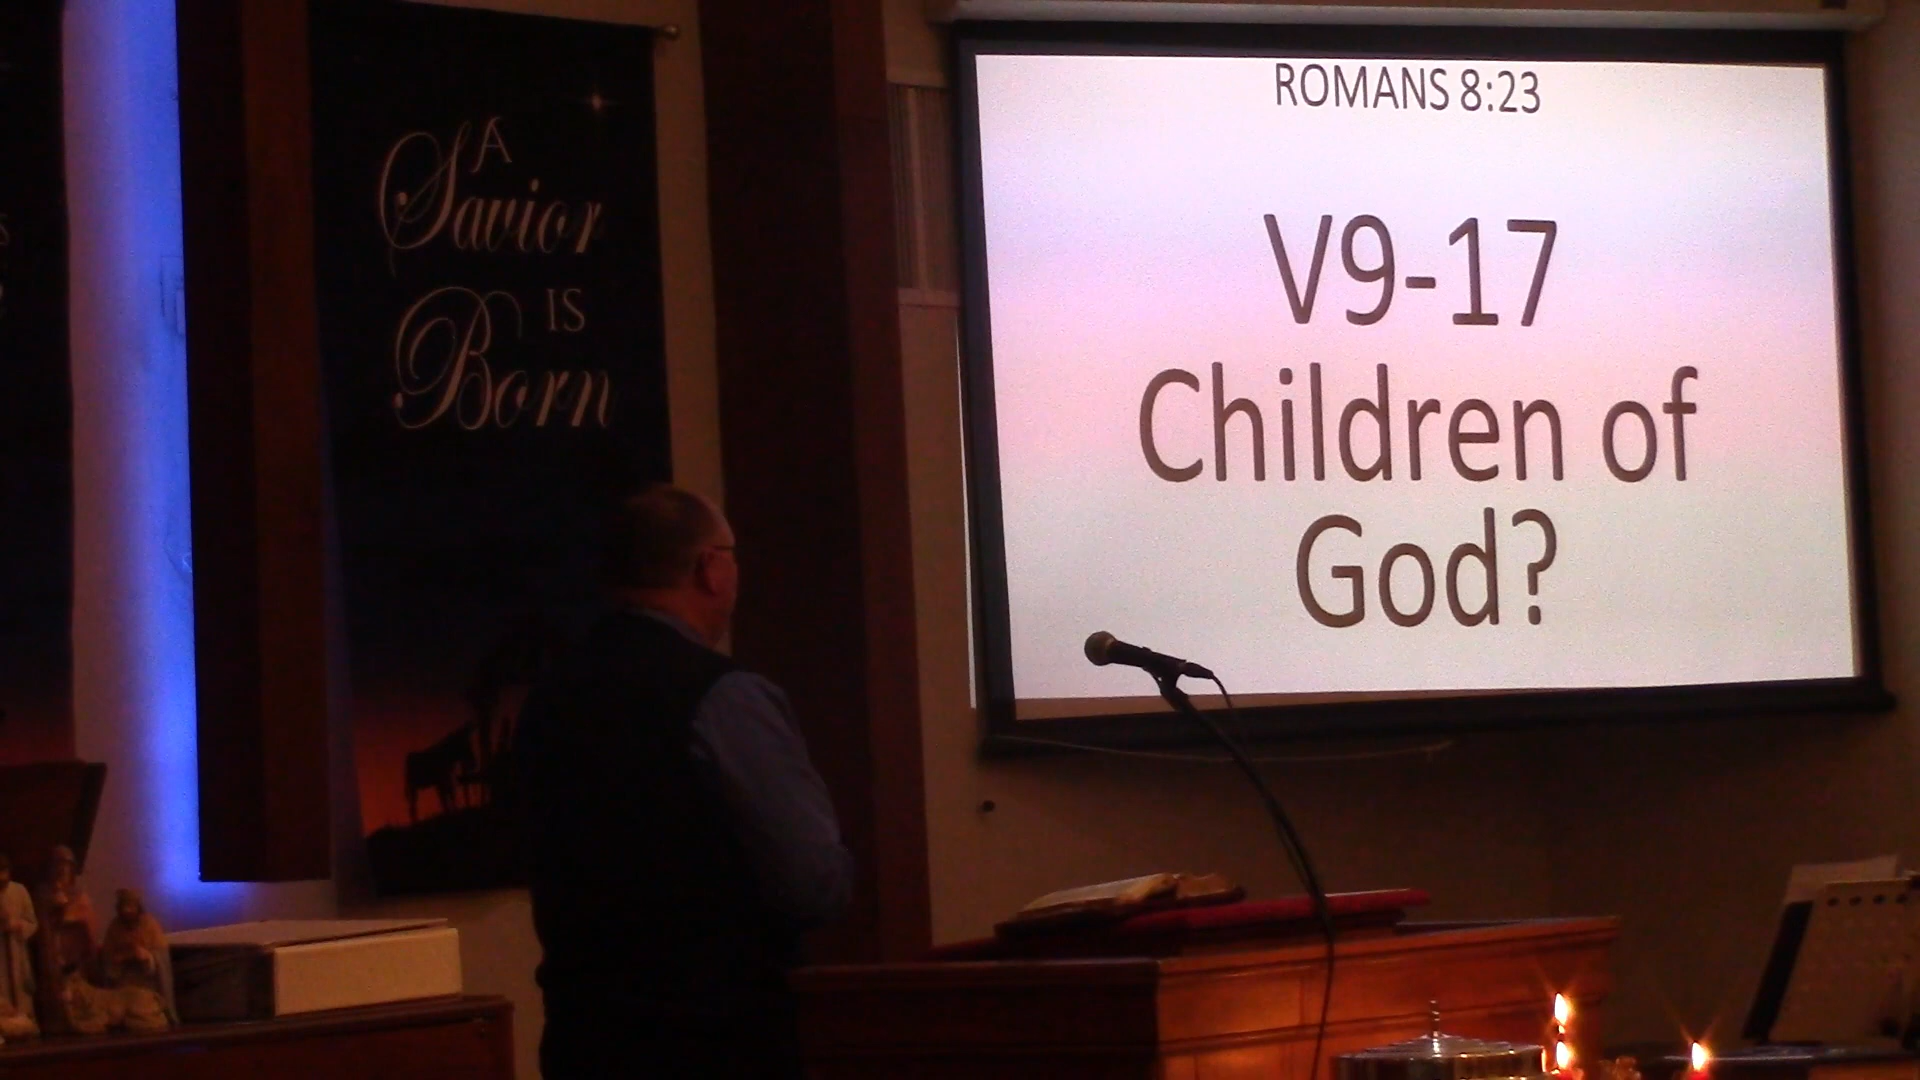 A
Savior
IS
Born
ROMANS 8:23
V9-17
Children of
God?